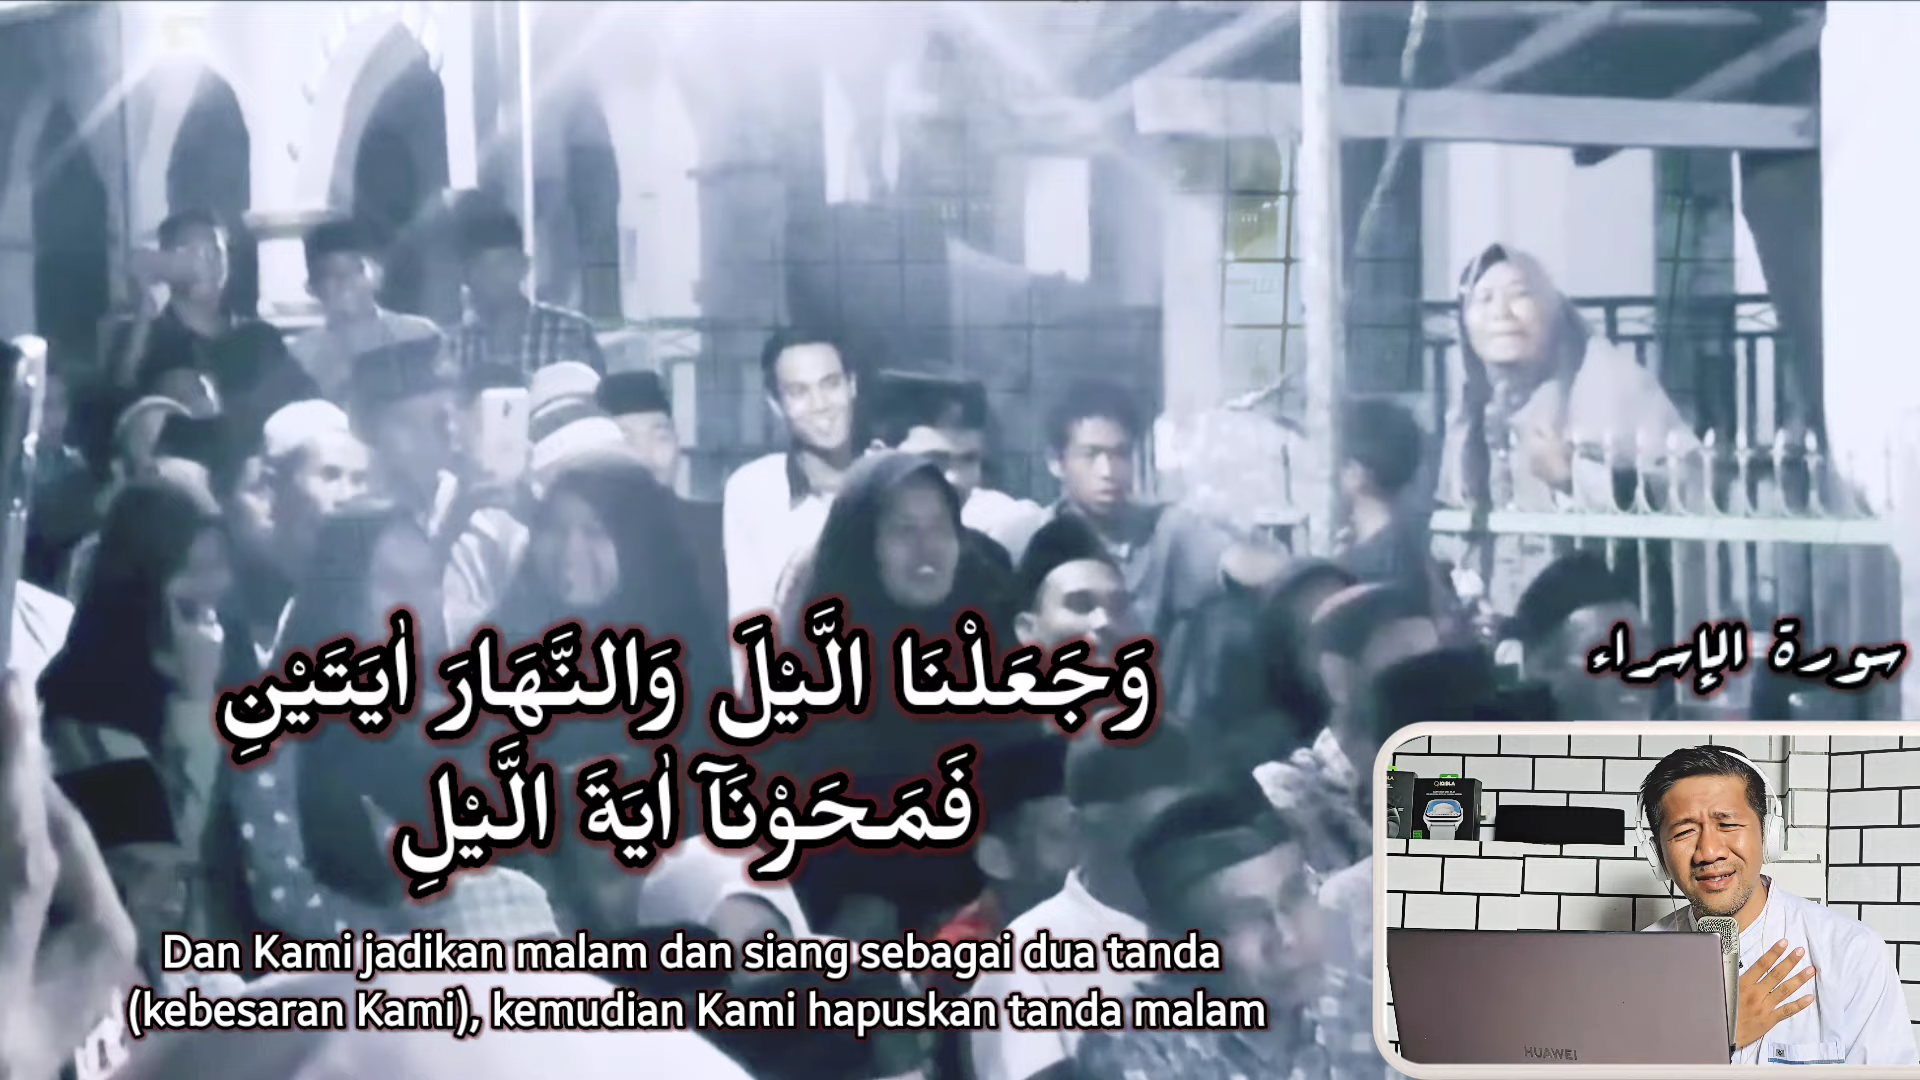 وَجَعَلْنَا الَّيْلَ وَالنَّهَارَ اٰيَتَيْنِ
فَمَحَوْنَآ اٰيَةَ الَّيْلِ
Dan Kami jadikan malam dan siang sebagai dua tanda
(kebesaran Kami), kemudian Kami hapuskan tanda malam
سورة الإسراء
HUAWEI